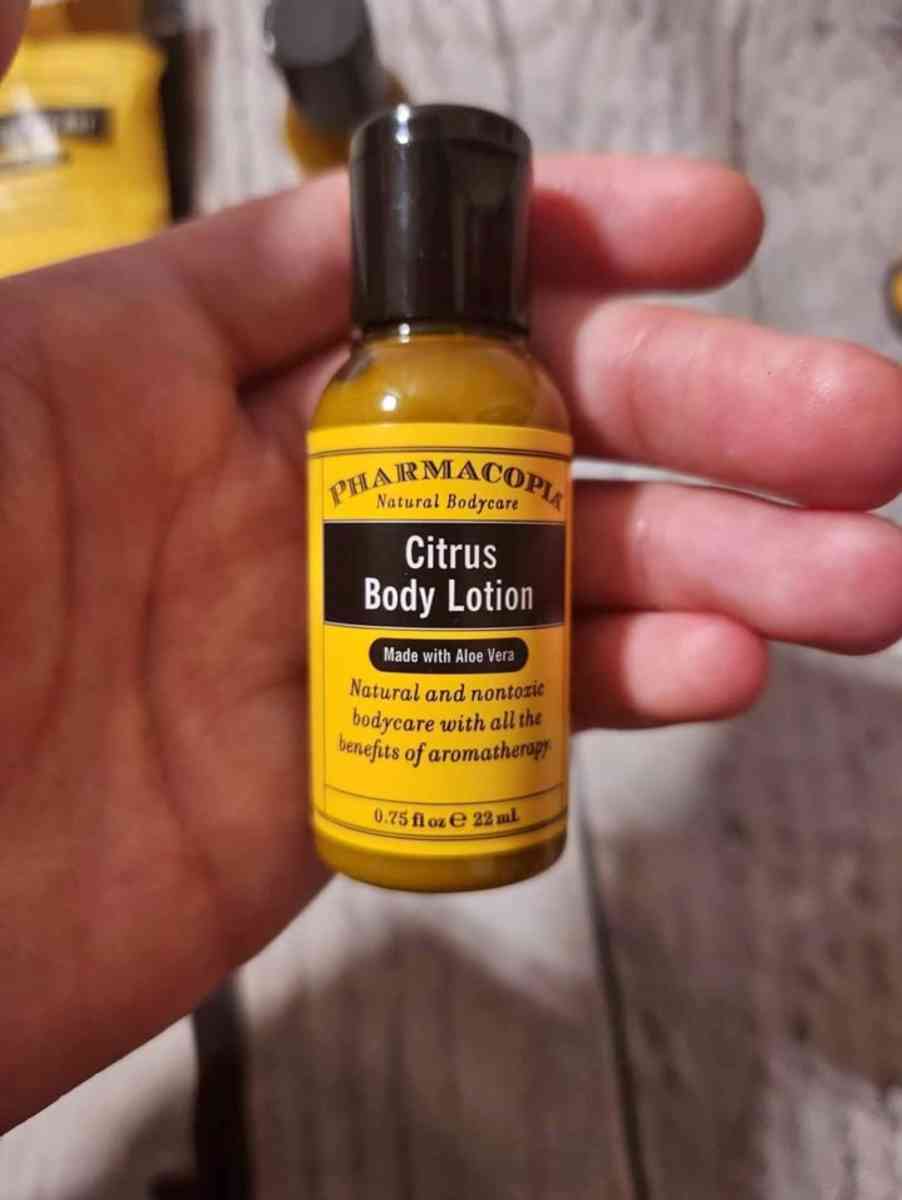 PHARMACOPIA
Natural Bodycare
Citrus
Body Lotion
Made with Aloe Vera
Natural and nontoxic
bodycare with all the
benefits of aromatherapy.
0.75 fl oz ℮ 22 mL